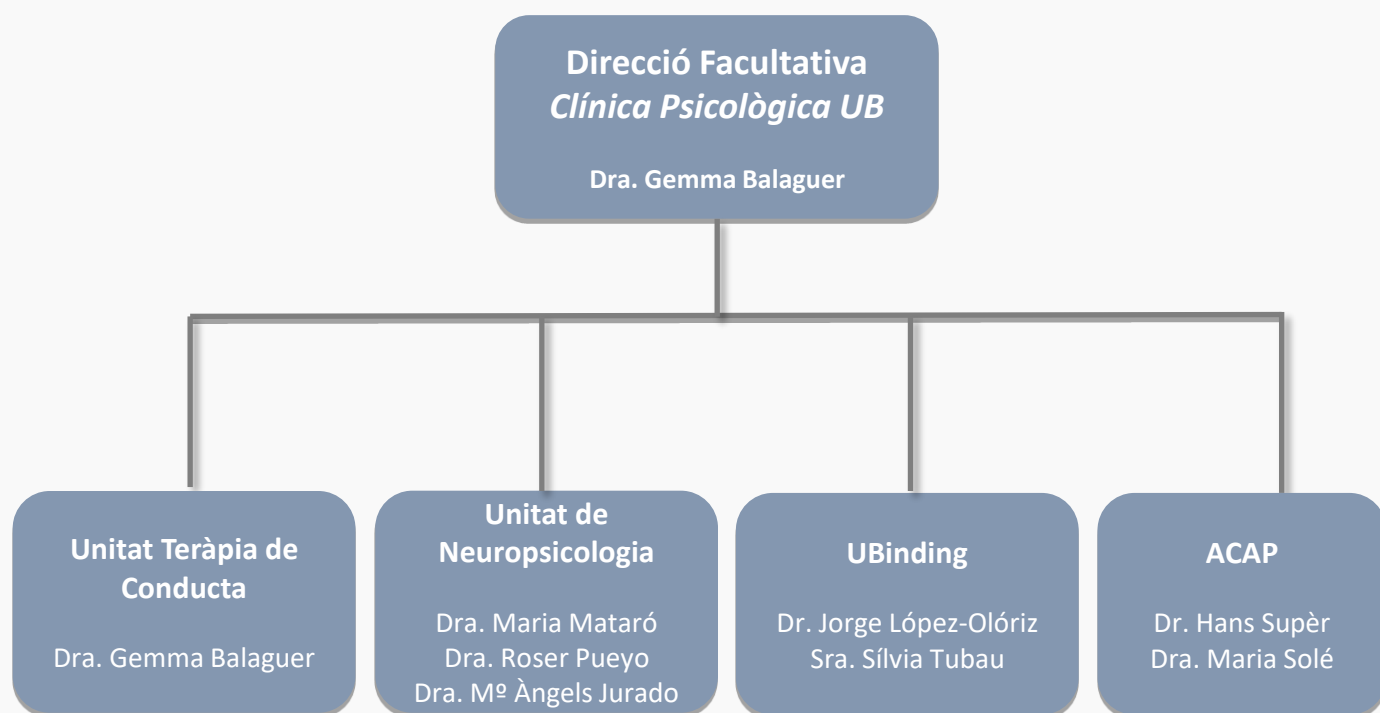 Direcció Facultativa
Clínica Psicològica UB
Dra. Gemma Balaguer
Unitat Teràpia de
Conducta
Dra. Gemma Balaguer
Unitat de
Neuropsicologia
Dra. Maria Mataró
Dra. Roser Pueyo
Dra. Mº Àngels Jurado
UBinding
Dr. Jorge López-Olóriz
Sra. Sílvia Tubau
ACAP
Dr. Hans Supèr
Dra. Maria Solé